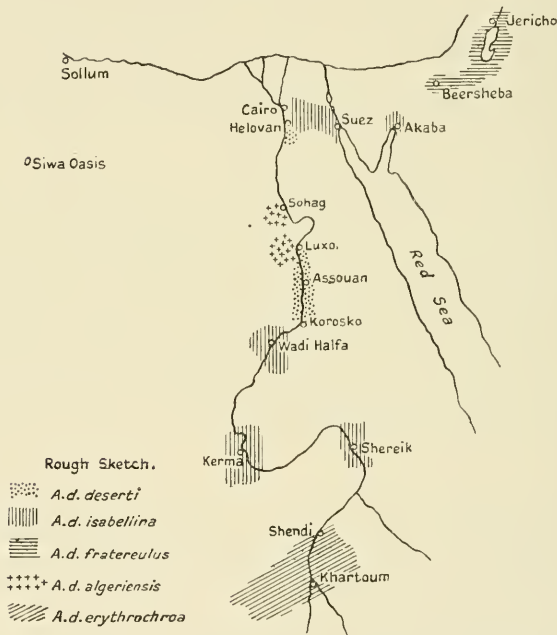 Jericho
Sollum
Beersheba
Cairo
Suez
Akaba
Helovan
Siwa Oasis
Sohag
Luxo.
Red Sea
Assouan
Korosko
Wadi Halfa
Kerma
Shereik
Rough Sketch.
A.d. deserti
A.d. isabellina
A.d. fratereulus
A.d. algeriensis
A.d. erythrochroa
Shendi
Khartoum